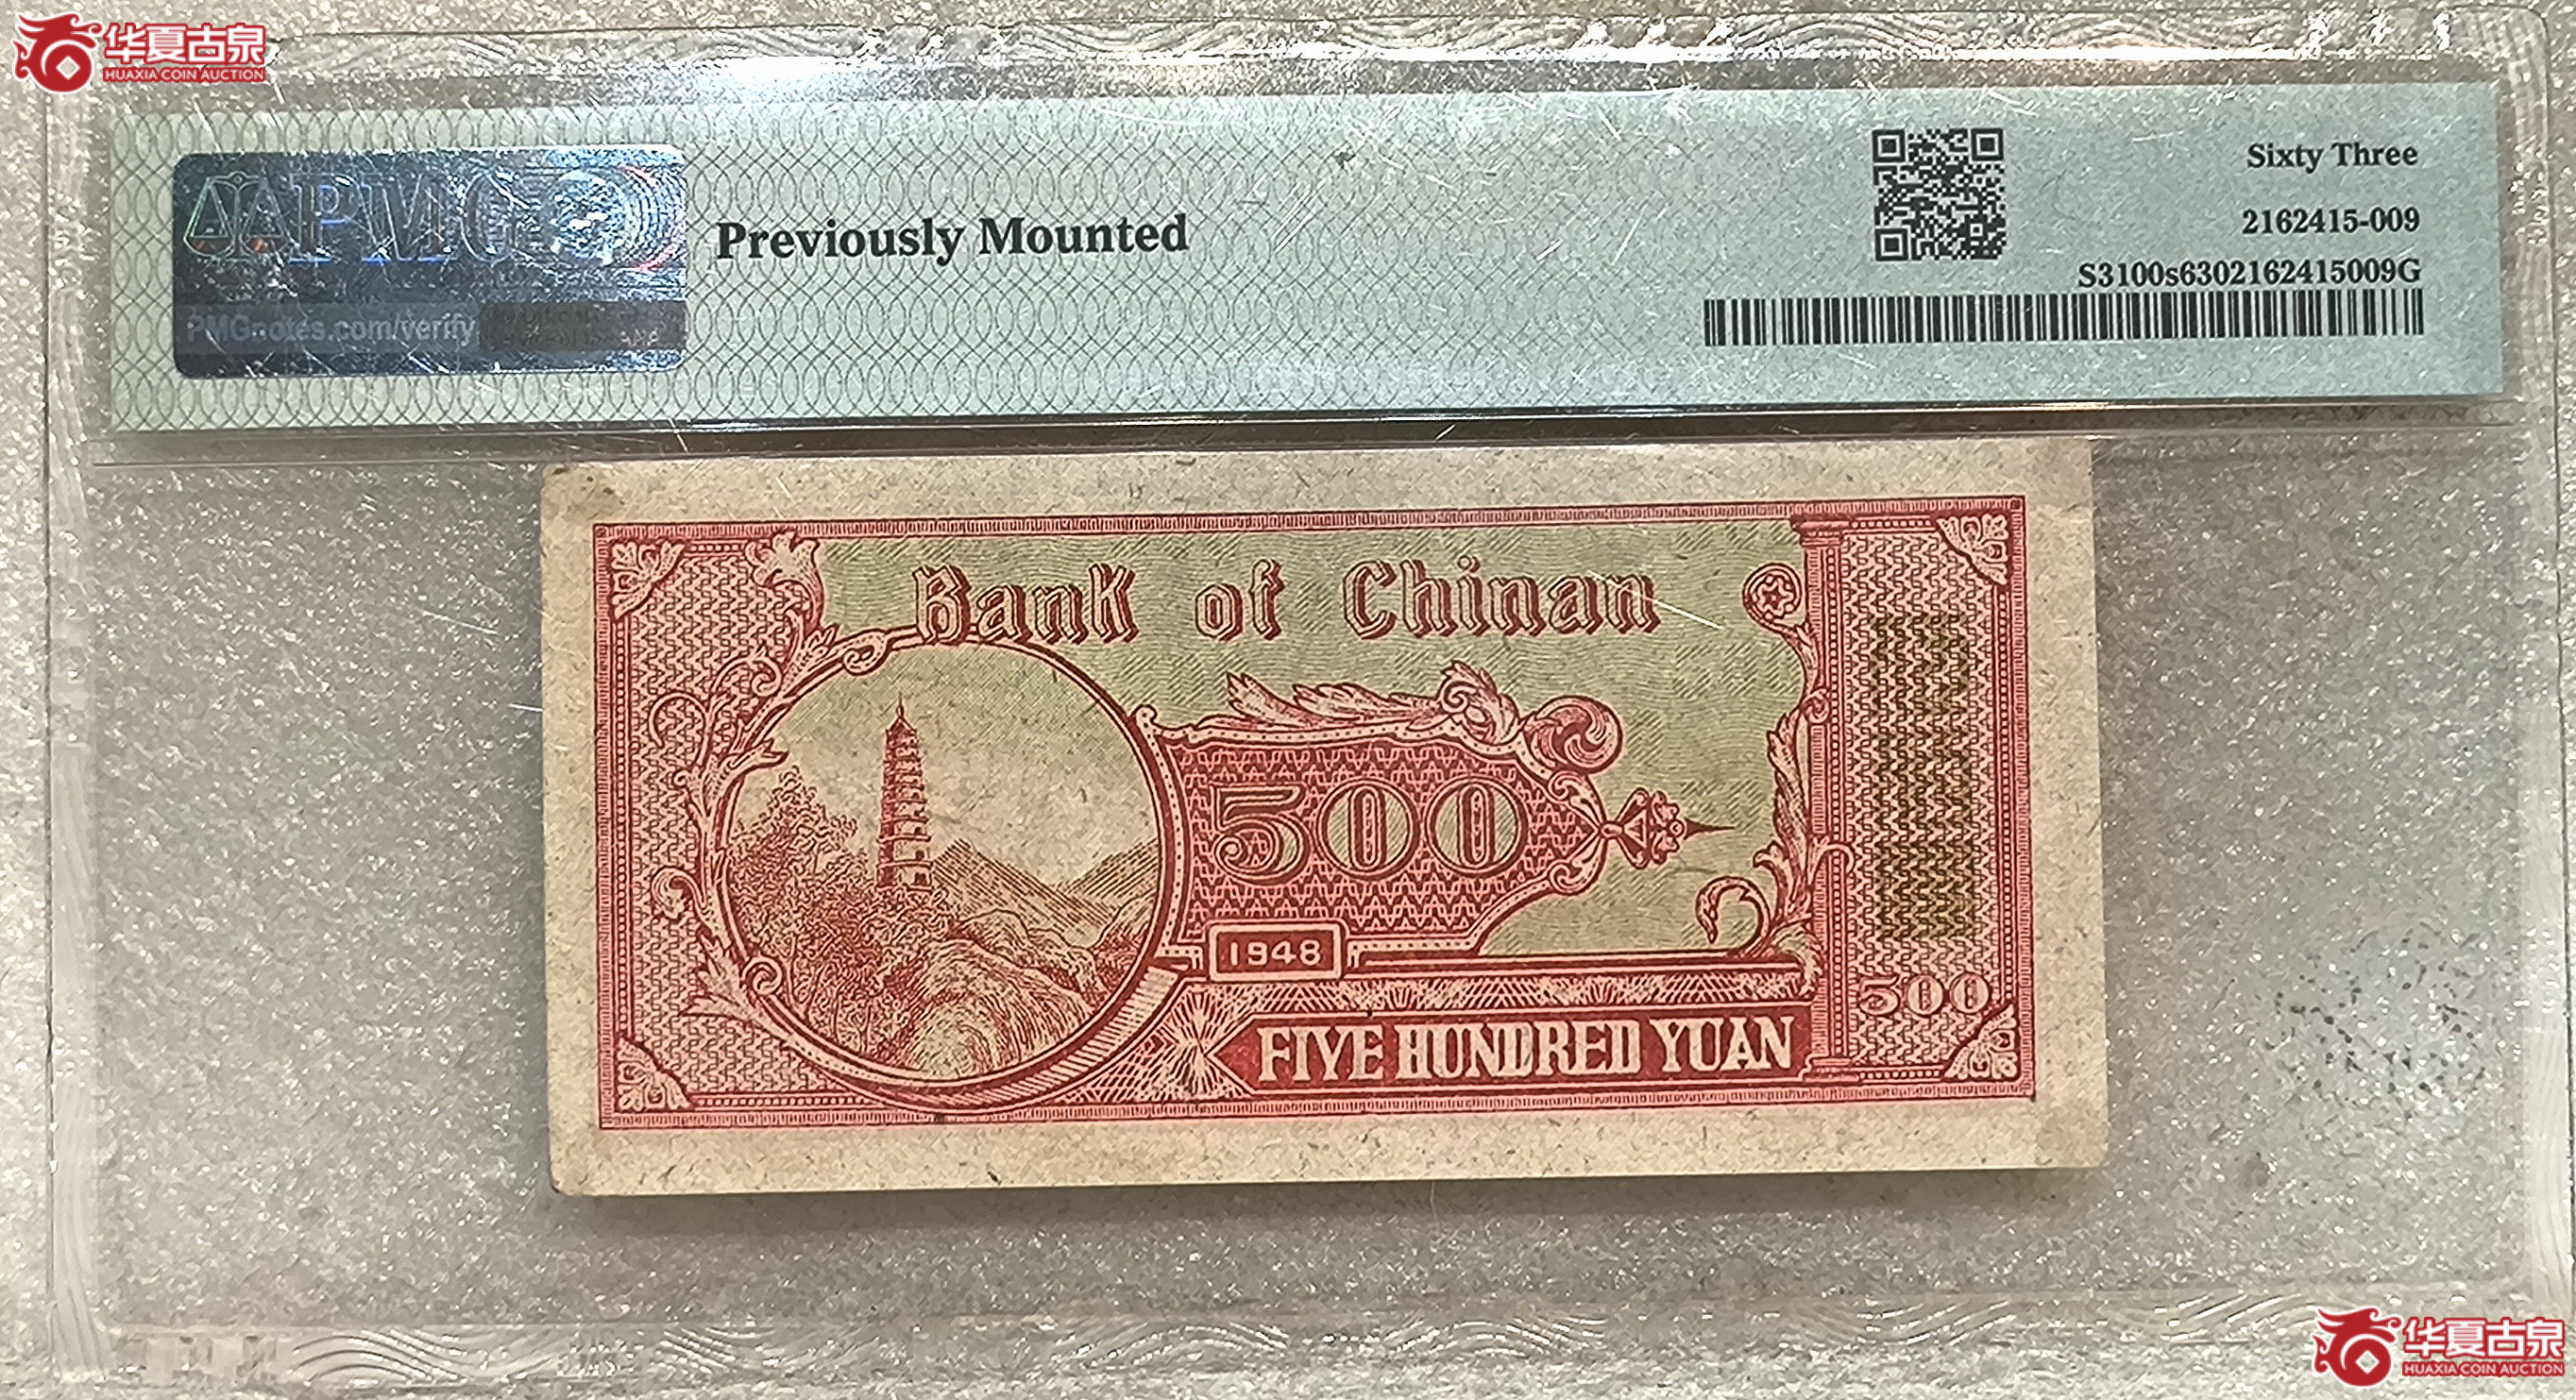 华夏古泉
HUAXIA COIN AUCTION
PMG
PMGnotes.com/verify
Previously Mounted
Sixty Three
2162415-009
S3100s6302162415009G
Bank of Chinan
500
1948
500
FIVE HUNDRED YUAN
华夏古泉
HUAXIA COIN AUCTION